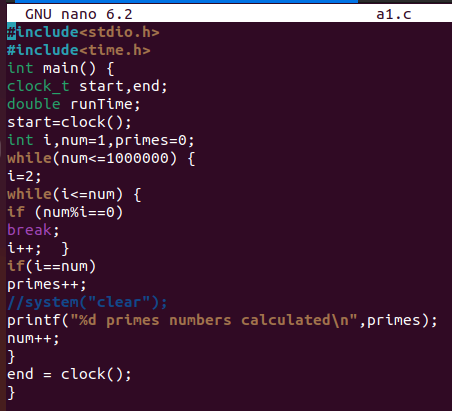 GNU nano 6.2 a1.c
#include<stdio.h>
#include<time.h>
int main() {
clock_t start,end;
double runTime;
start=clock();
int i,num=1,primes=0;
while(num<=1000000) {
i=2;
while(i<=num) {
if (num%i==0)
break;
i++;  }
if(i==num)
primes++;
//system("clear");
printf("%d primes numbers calculated\n",primes);
num++;
}
end = clock();
}